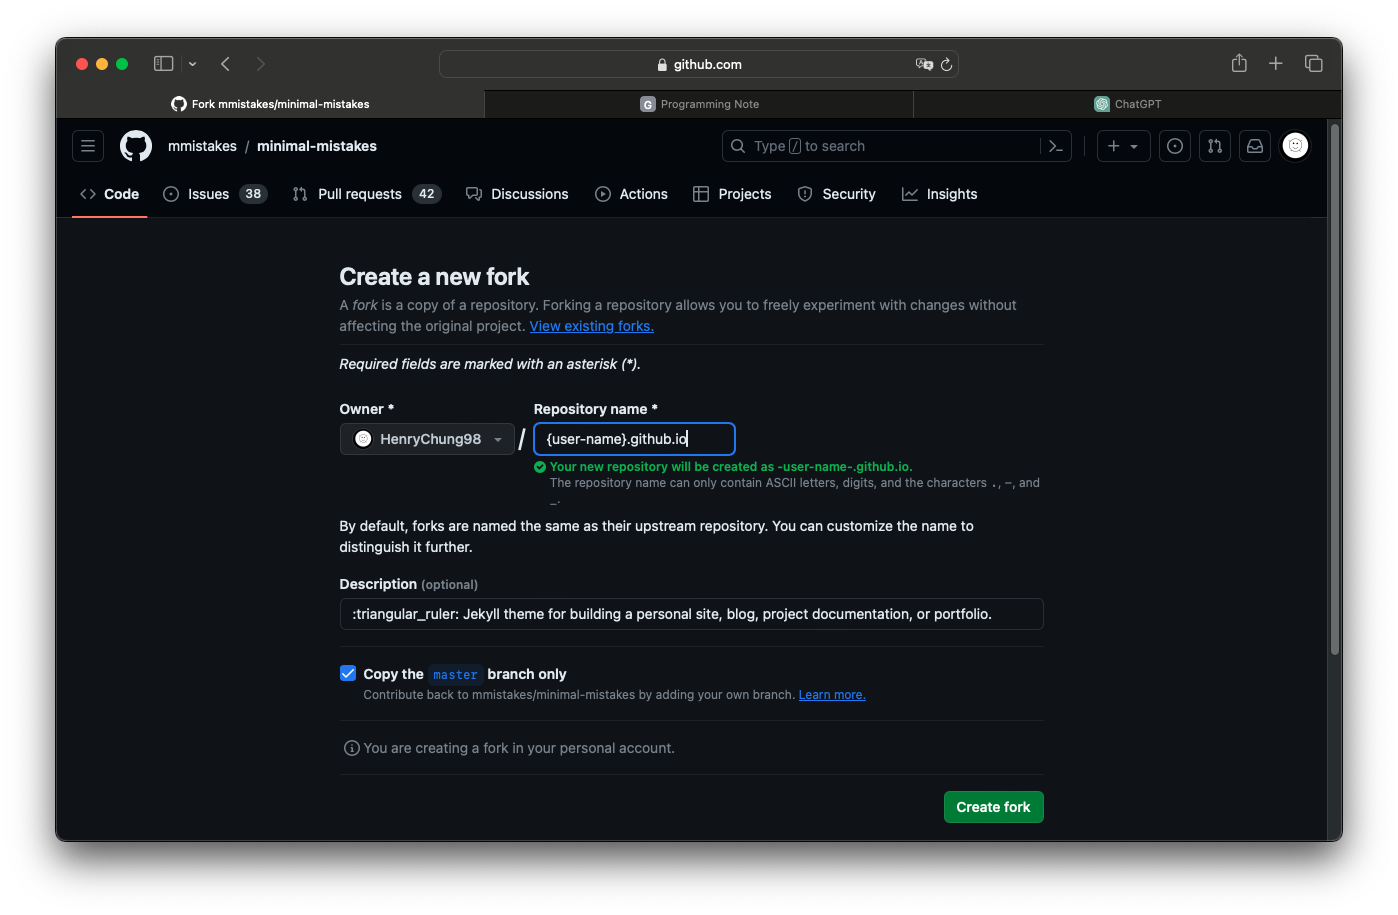 github.com
Fork mmistakes/minimal-mistakes
G Programming Note
ChatGPT
mmistakes / minimal-mistakes
Type / to search
Code
Issues 38
Pull requests 42
Discussions
Actions
Projects
Security
Insights
Create a new fork
A fork is a copy of a repository. Forking a repository allows you to freely experiment with changes without
affecting the original project. View existing forks.
Required fields are marked with an asterisk (*).
Owner *
Repository name *
HenryChung98
/
{user-name}.github.io
Your new repository will be created as -user-name-.github.io.
The repository name can only contain ASCII letters, digits, and the characters ., -, and
_.
By default, forks are named the same as their upstream repository. You can customize the name to
distinguish it further.
Description (optional)
:triangular_ruler: Jekyll theme for building a personal site, blog, project documentation, or portfolio.
Copy the master branch only
Contribute back to mmistakes/minimal-mistakes by adding your own branch. Learn more.
You are creating a fork in your personal account.
Create fork